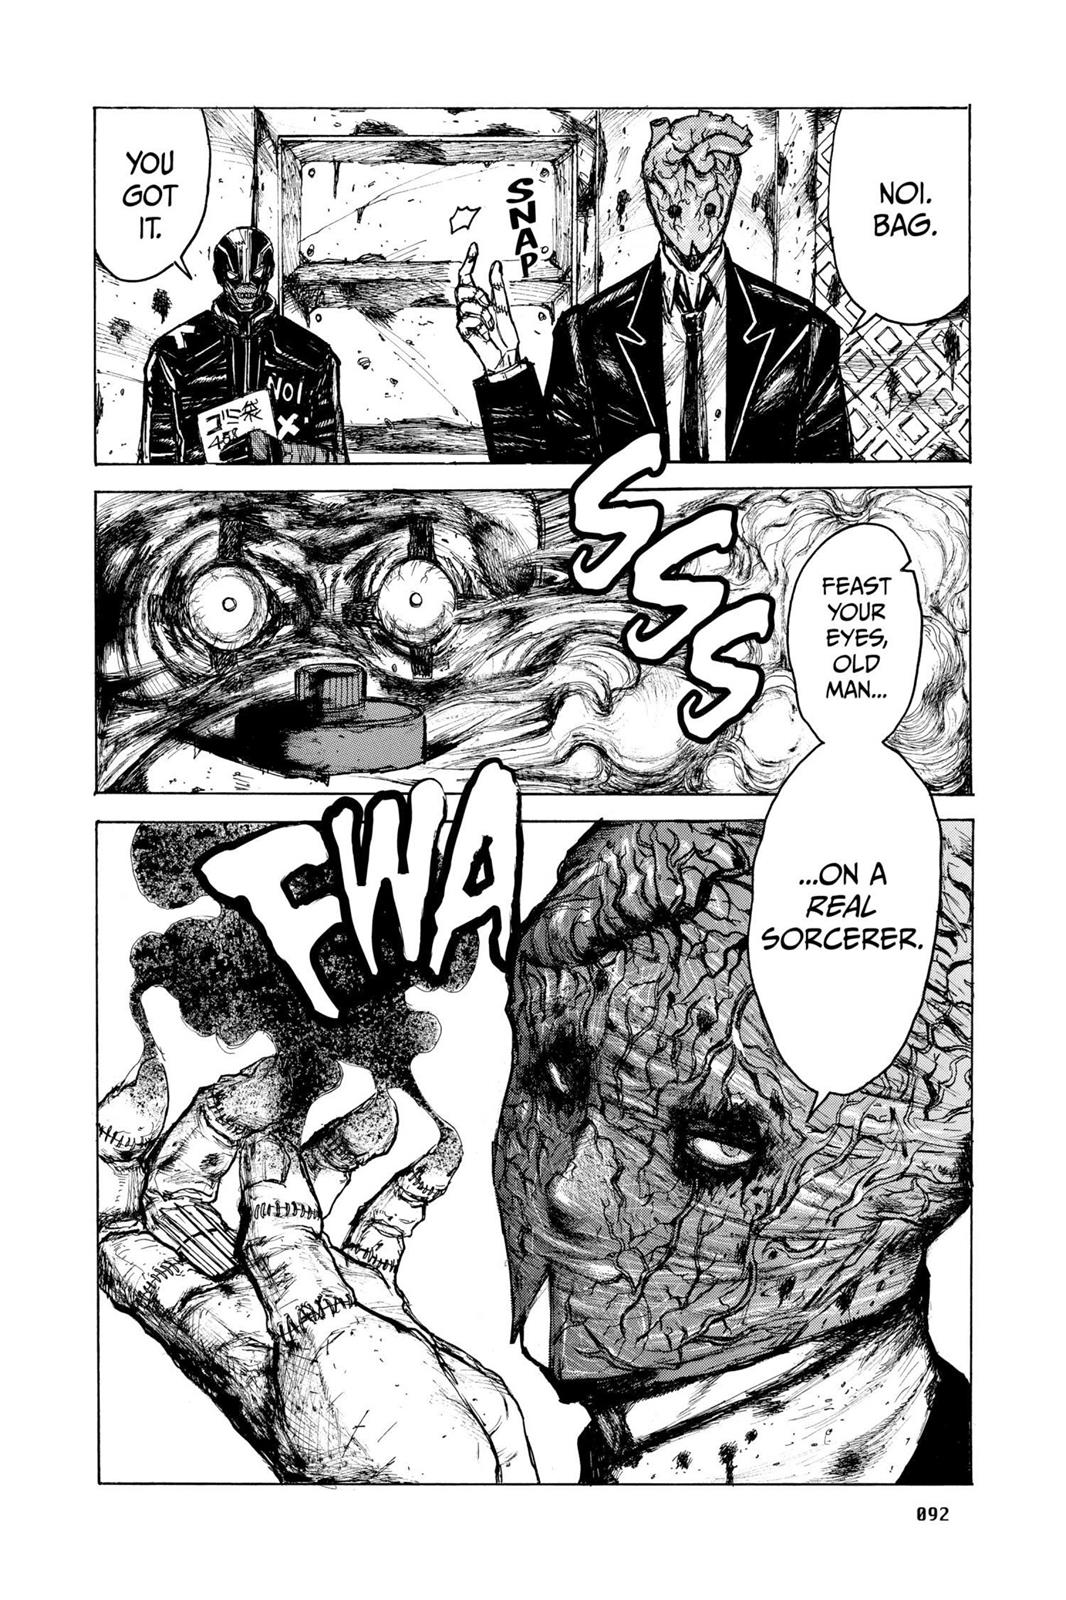 NOI.
BAG.
SNAP
YOU
GOT
IT.
NOI
ゴミ袋
45ℓ
SSS
FEAST
YOUR
EYES,
OLD
MAN...
...ON A
REAL
SORCERER.
FWA
092